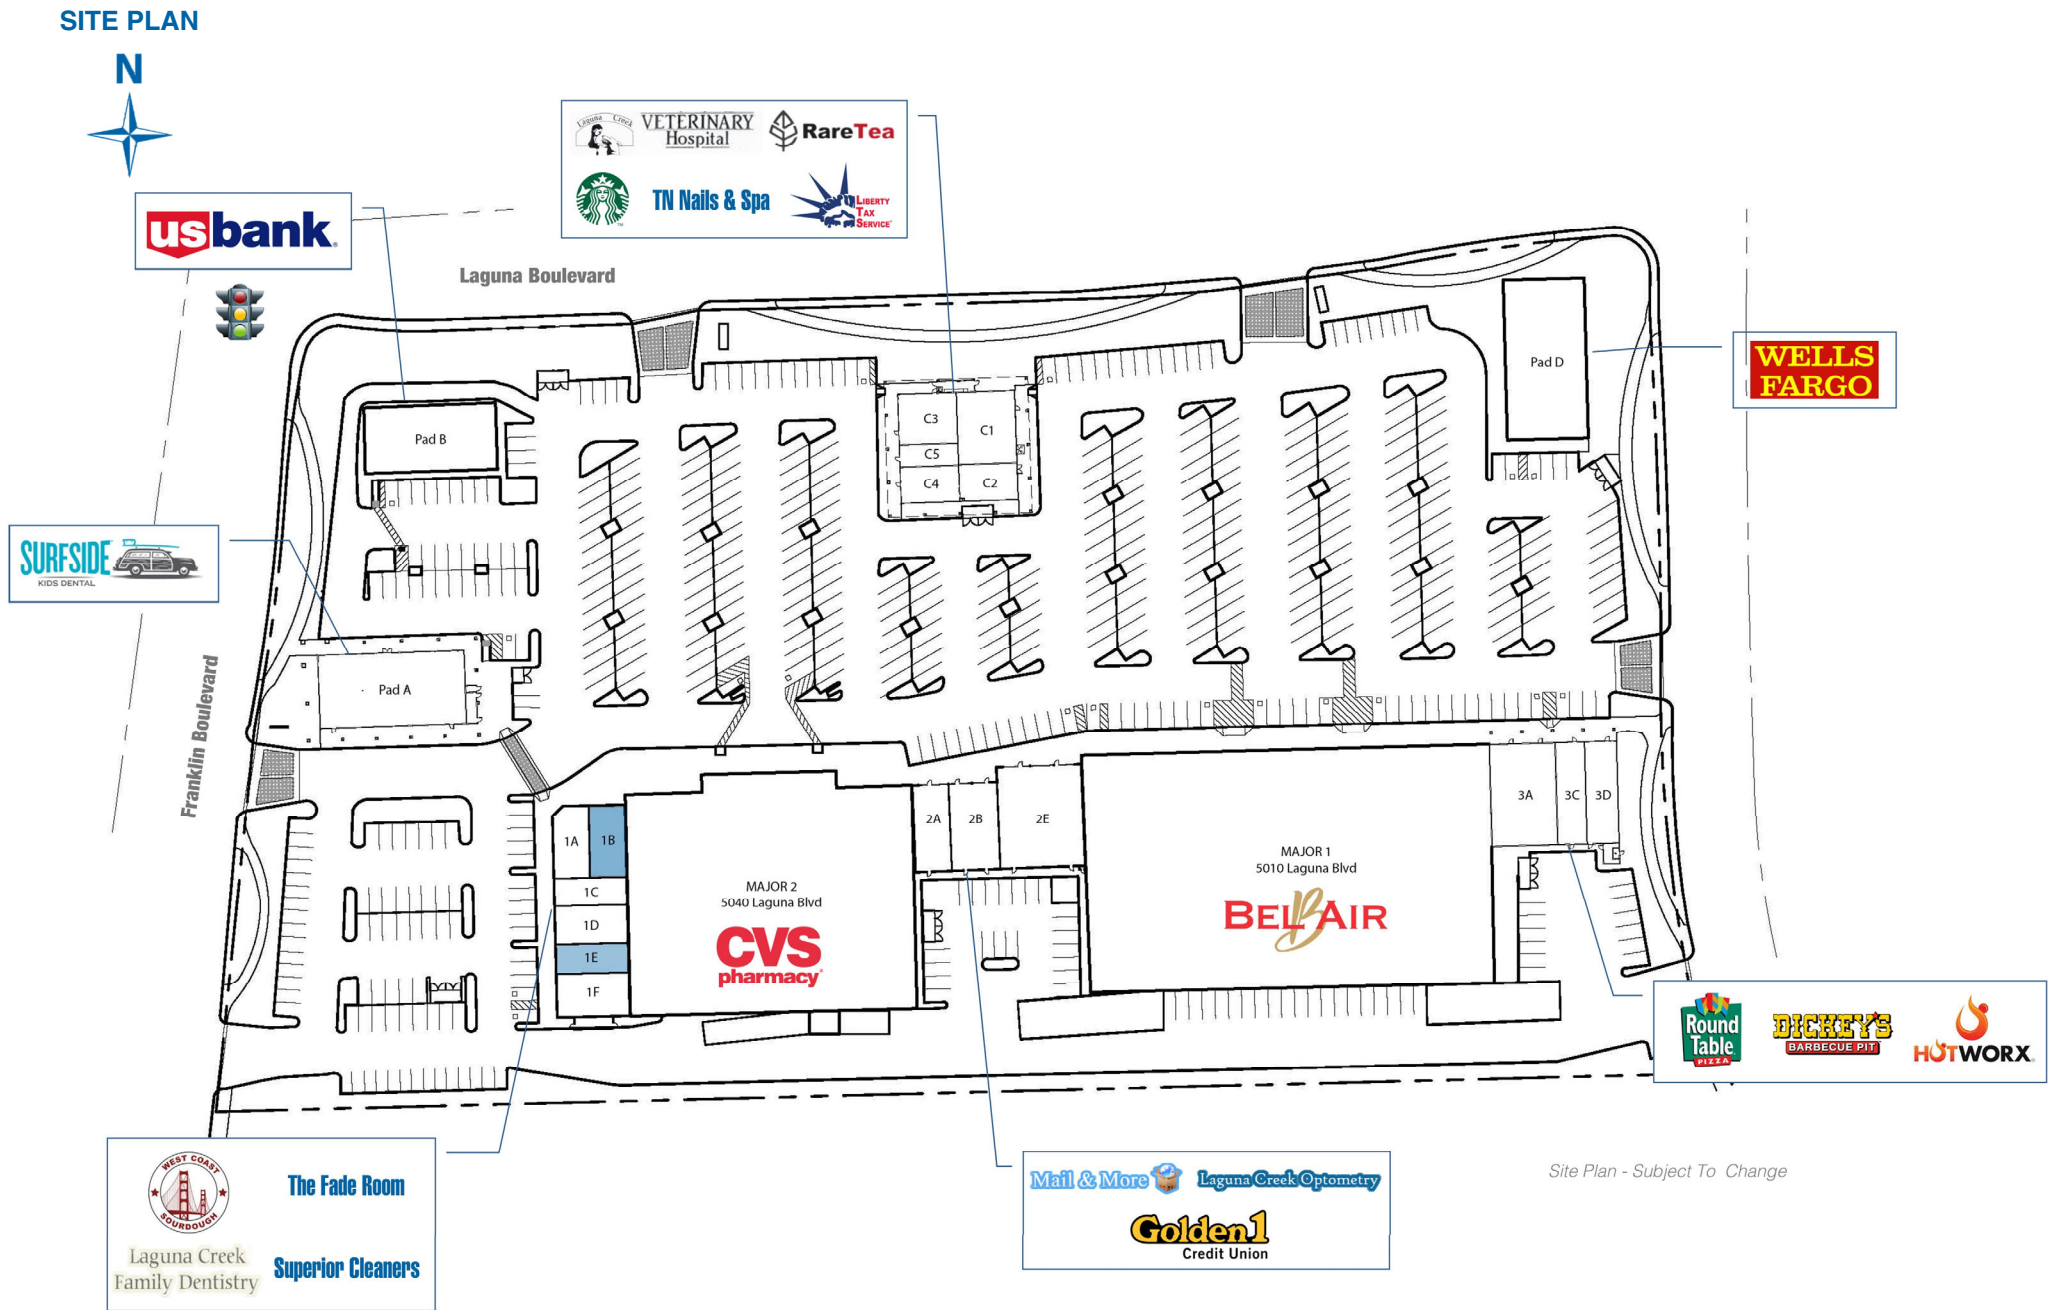 SITE PLAN
N
Laguna Creek
VETERINARY
Hospital
RareTea
TN Nails & Spa
LIBERTY
TAX
SERVICE
usbank
Laguna Boulevard
WELLS
FARGO
Pad D
Pad B
C3
C1
C5
C4
C2
SURFSIDE
KIDS DENTAL
Franklin Boulevard
Pad A
1A
1B
1C
1D
1E
1F
MAJOR 2
5040 Laguna Blvd
CVS
pharmacy
2A
2B
2E
MAJOR 1
5010 Laguna Blvd
BEL AIR
3A
3C
3D
Round
Table
PIZZA
DICKEY'S
BARBECUE PIT
HOTWORX
WEST COAST
SOURDOUGH
The Fade Room
Laguna Creek
Family Dentistry
Superior Cleaners
Mail & More
Laguna Creek Optometry
Golden1
Credit Union
Site Plan - Subject To Change